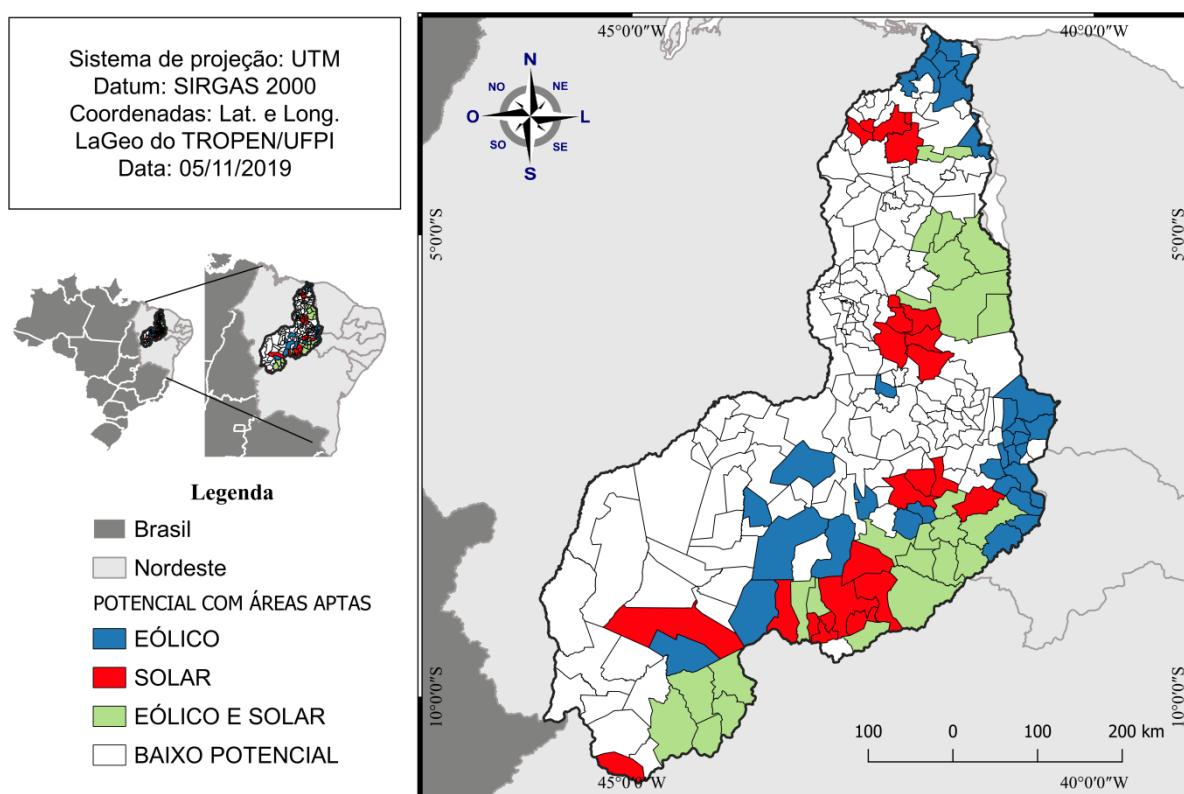 Sistema de projeção: UTM
Datum: SIRGAS 2000
Coordenadas: Lat. e Long.
LaGeo do TROPEN/UFPI
Data: 05/11/2019
Legenda
Brasil
Nordeste
POTENCIAL COM ÁREAS APTAS
EÓLICO
SOLAR
EÓLICO E SOLAR
BAIXO POTENCIAL
45°0′0″W
40°0′0″W
N
NO
NE
O
L
SO
SE
S
5°0′0″S
5°0′0″S
10°0′0″S
10°0′0″S
100 0 100 200 km
45°0′0″W
40°0′0″W